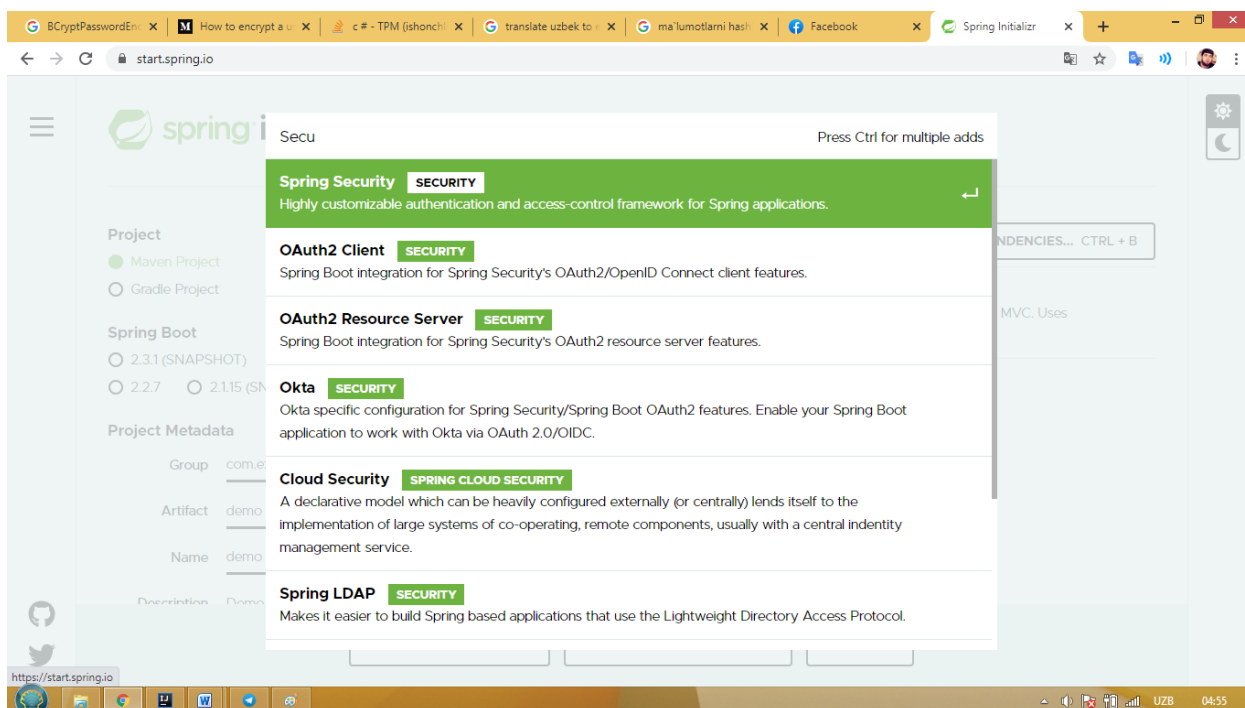 BCryptPasswordEnc
How to encrypt a us
c# - TPM (ishonchl
translate uzbek to e
ma'lumotlarni hash
Facebook
Spring Initializr
start.spring.io
spring i
Secu
Press Ctrl for multiple adds
Spring Security SECURITY
Highly customizable authentication and access-control framework for Spring applications.
Project
Maven Project
Gradle Project
NDENCIES... CTRL + B
OAuth2 Client SECURITY
Spring Boot integration for Spring Security's OAuth2/OpenID Connect client features.
MVC. Uses
OAuth2 Resource Server SECURITY
Spring Boot integration for Spring Security's OAuth2 resource server features.
Spring Boot
2.3.1 (SNAPSHOT)
2.2.7 2.1.15 (SN
Okta SECURITY
Okta specific configuration for Spring Security/Spring Boot OAuth2 features. Enable your Spring Boot
application to work with Okta via OAuth 2.0/OIDC.
Project Metadata
Group com.e
Artifact demo
Name demo
Description Demo
Cloud Security SPRING CLOUD SECURITY
A declarative model which can be heavily configured externally (or centrally) lends itself to the
implementation of large systems of co-operating, remote components, usually with a central indentity
management service.
Spring LDAP SECURITY
Makes it easier to build Spring based applications that use the Lightweight Directory Access Protocol.
https://start.spring.io
UZB 04:55